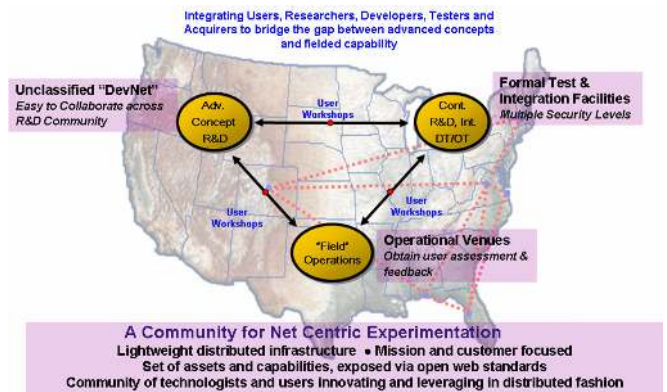 Integrating Users, Researchers, Developers, Testers and
Acquirers to bridge the gap between advanced concepts
and fielded capability
Unclassified "DevNet"
Easy to Collaborate across
R&D Community
Adv.
Concept
R&D
User
Workshops
Cont.
R&D, Int.
DT/OT
Formal Test &
Integration Facilities
Multiple Security Levels
User
Workshops
User
Workshops
"Field"
Operations
Operational Venues
Obtain user assessment &
feedback
A Community for Net Centric Experimentation
Lightweight distributed infrastructure • Mission and customer focused
Set of assets and capabilities, exposed via open web standards
Community of technologists and users innovating and leveraging in distributed fashion